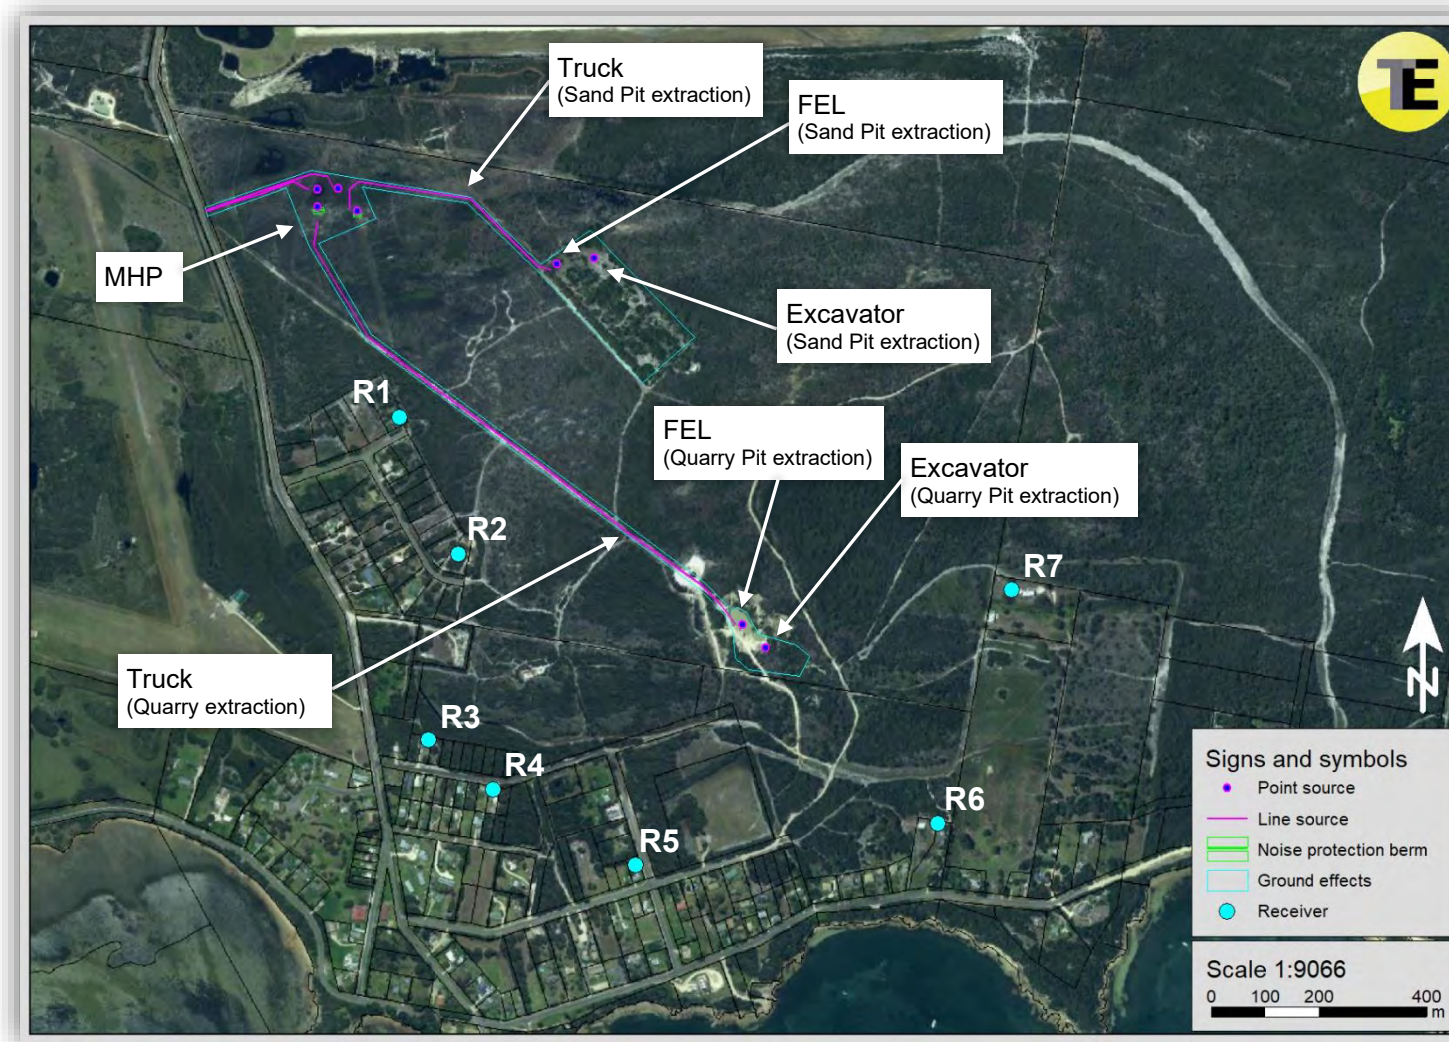 TE
Truck
(Sand Pit extraction)
FEL
(Sand Pit extraction)
MHP
Excavator
(Sand Pit extraction)
R1
FEL
(Quarry Pit extraction)
Excavator
(Quarry Pit extraction)
R2
R7
Truck
(Quarry extraction)
R3
R4
R5
R6
N
Signs and symbols
Point source
Line source
Noise protection berm
Ground effects
Receiver
Scale 1:9066
0 100 200 400
m